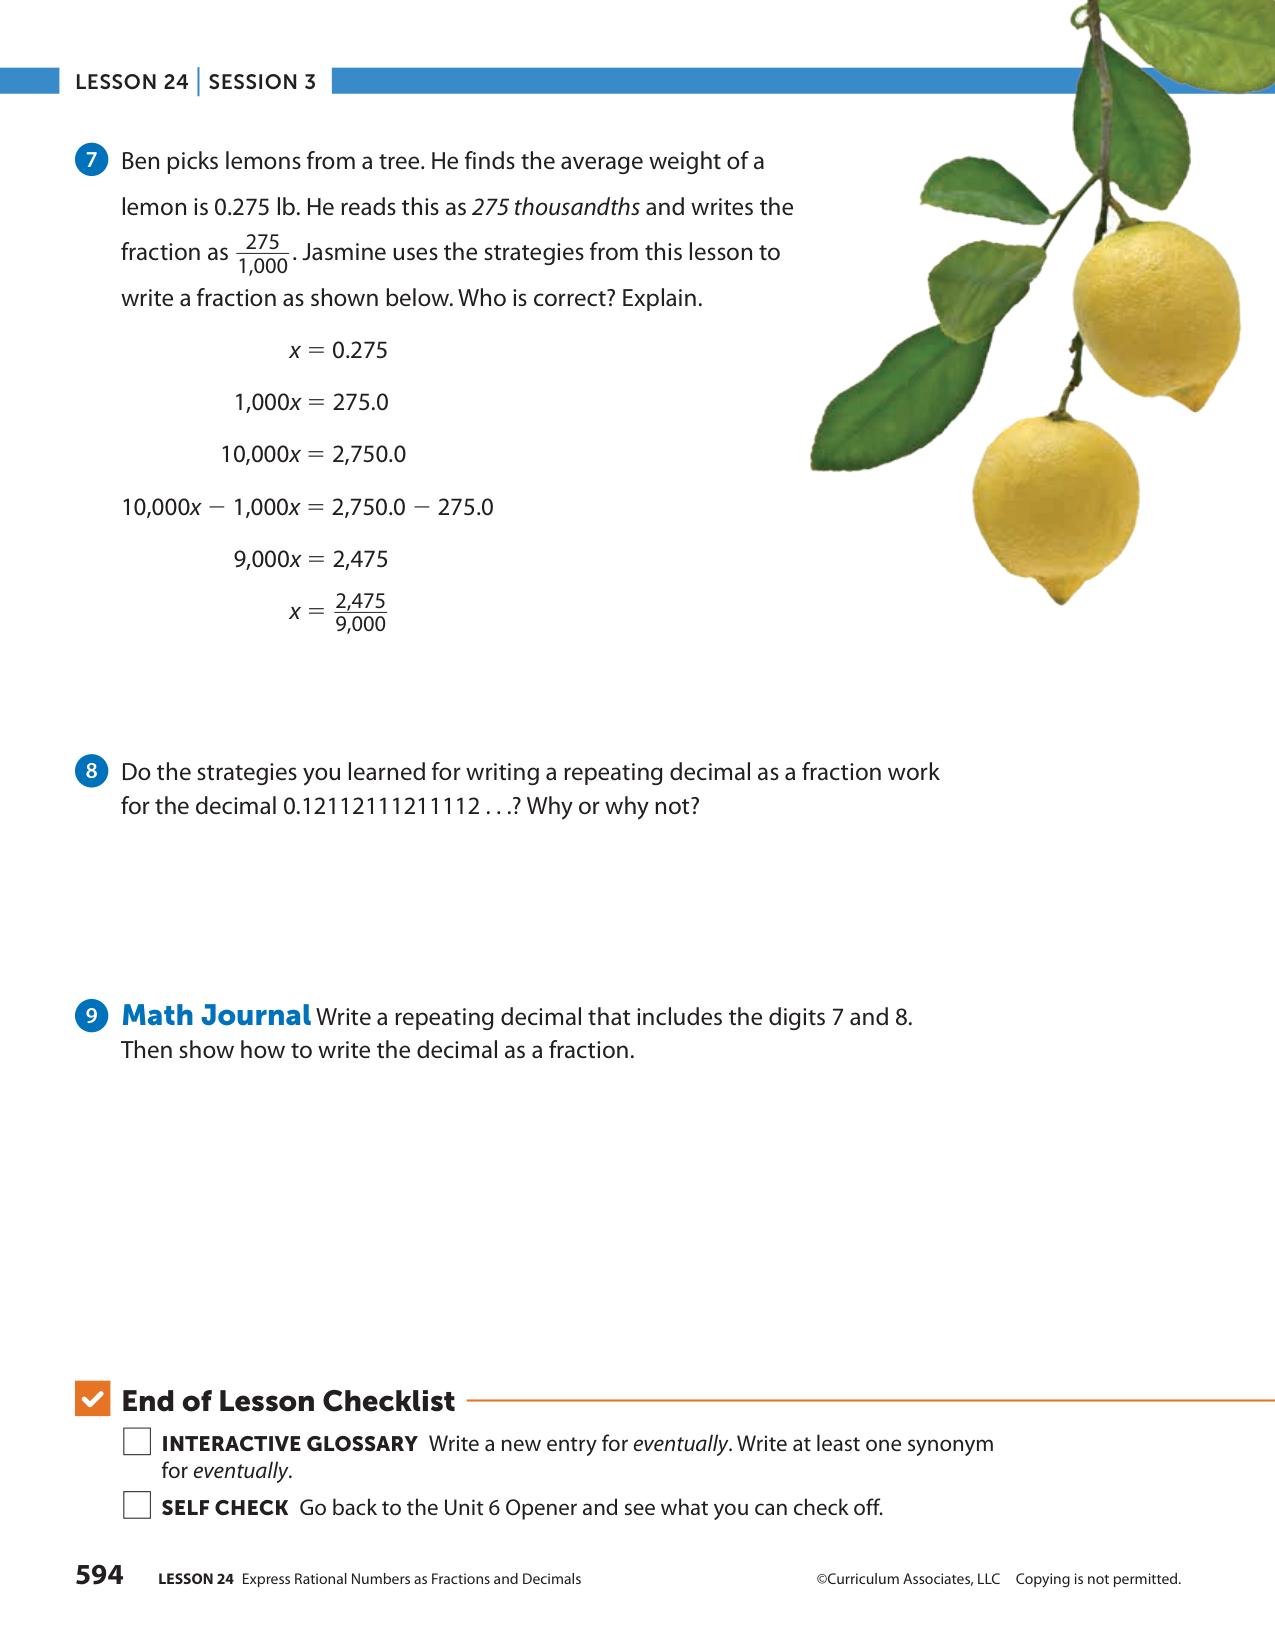 LESSON 24 | SESSION 3
7 Ben picks lemons from a tree. He finds the average weight of a
lemon is 0.275 lb. He reads this as 275 thousandths and writes the
fraction as 275/1,000. Jasmine uses the strategies from this lesson to
write a fraction as shown below. Who is correct? Explain.
x = 0.275
1,000x = 275.0
10,000x = 2,750.0
10,000x − 1,000x = 2,750.0 − 275.0
9,000x = 2,475
x = 2,475/9,000
8 Do the strategies you learned for writing a repeating decimal as a fraction work
for the decimal 0.12112111211112 . . .? Why or why not?
9 Math Journal Write a repeating decimal that includes the digits 7 and 8.
Then show how to write the decimal as a fraction.
End of Lesson Checklist
INTERACTIVE GLOSSARY Write a new entry for eventually. Write at least one synonym
for eventually.
SELF CHECK Go back to the Unit 6 Opener and see what you can check off.
594 LESSON 24 Express Rational Numbers as Fractions and Decimals ©Curriculum Associates, LLC Copying is not permitted.